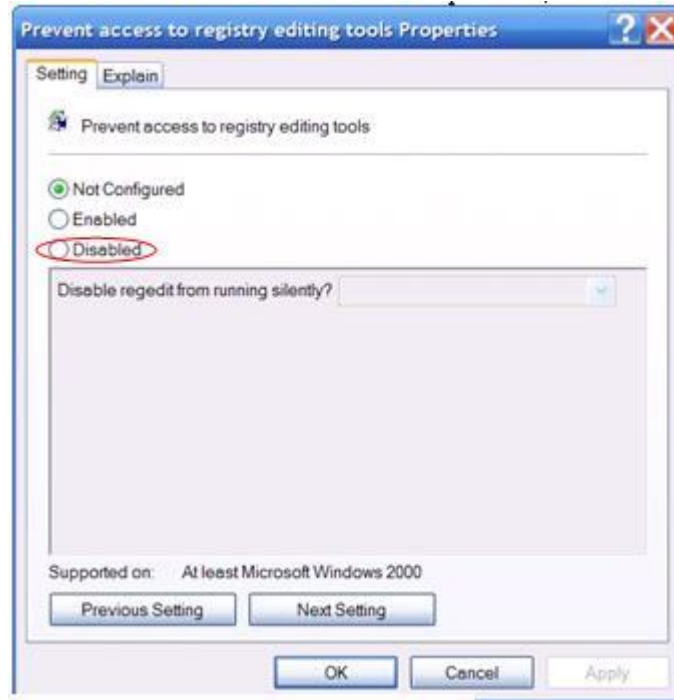 Prevent access to registry editing tools Properties
Setting Explain
Prevent access to registry editing tools
Not Configured
Enabled
Disabled
Disable regedit from running silently?
Supported on: At least Microsoft Windows 2000
Previous Setting Next Setting
OK Cancel Apply